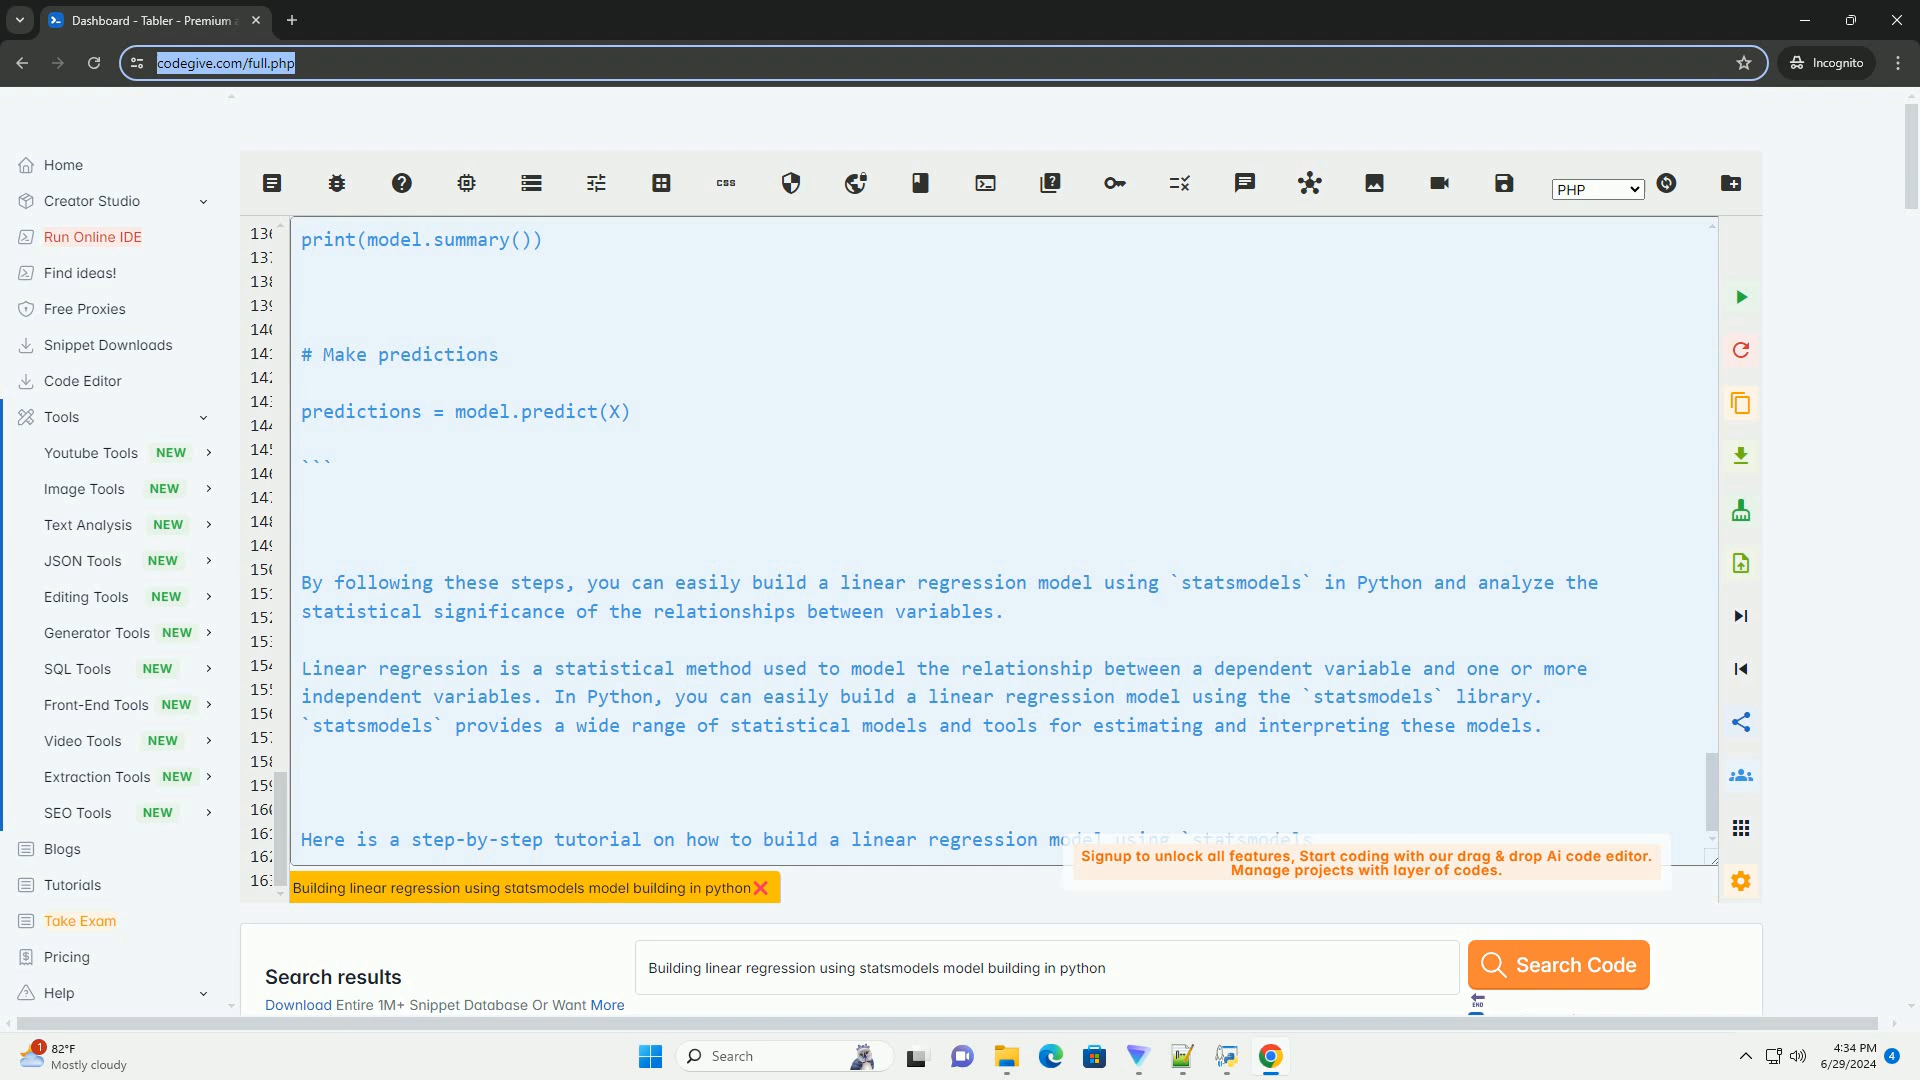 Dashboard - Tabler - Premium
codegive.com/full.php
Incognito
Home
Creator Studio
Run Online IDE
Find ideas!
Free Proxies
Snippet Downloads
Code Editor
Tools
Youtube Tools NEW
Image Tools NEW
Text Analysis NEW
JSON Tools NEW
Editing Tools NEW
Generator Tools NEW
SQL Tools NEW
Front-End Tools NEW
Video Tools NEW
Extraction Tools NEW
SEO Tools NEW
Blogs
Tutorials
Take Exam
Pricing
Help
css
PHP
print(model.summary())
# Make predictions
predictions = model.predict(X)
```
By following these steps, you can easily build a linear regression model using `statsmodels` in Python and analyze the
statistical significance of the relationships between variables.
Linear regression is a statistical method used to model the relationship between a dependent variable and one or more
independent variables. In Python, you can easily build a linear regression model using the `statsmodels` library.
`statsmodels` provides a wide range of statistical models and tools for estimating and interpreting these models.
Here is a step-by-step tutorial on how to build a linear regression model using `statsmodels
Signup to unlock all features, Start coding with our drag & drop Ai code editor.
Manage projects with layer of codes.
Building linear regression using statsmodels model building in python
Search results
Download Entire 1M+ Snippet Database Or Want More
Building linear regression using statsmodels model building in python
Search Code
END
1
82°F
Mostly cloudy
Search
4:34 PM
6/29/2024
4